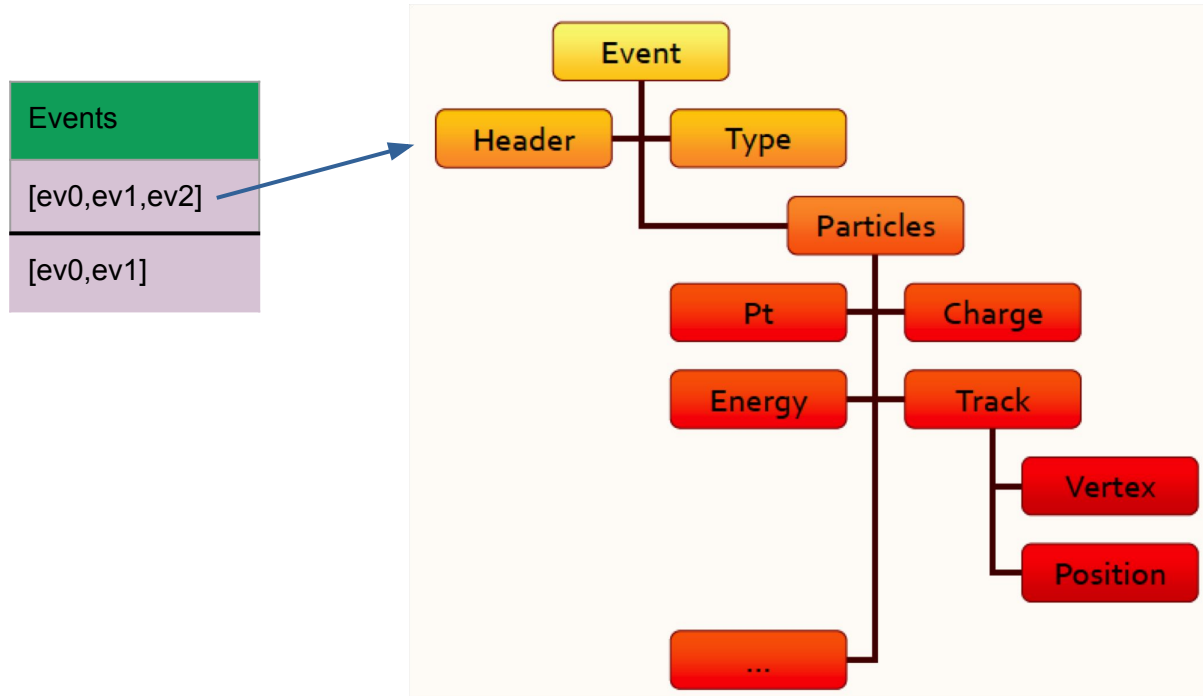 Events
[ev0,ev1,ev2]
[ev0,ev1]
Event
Header
Type
Particles
Pt
Charge
Energy
Track
Vertex
Position
...